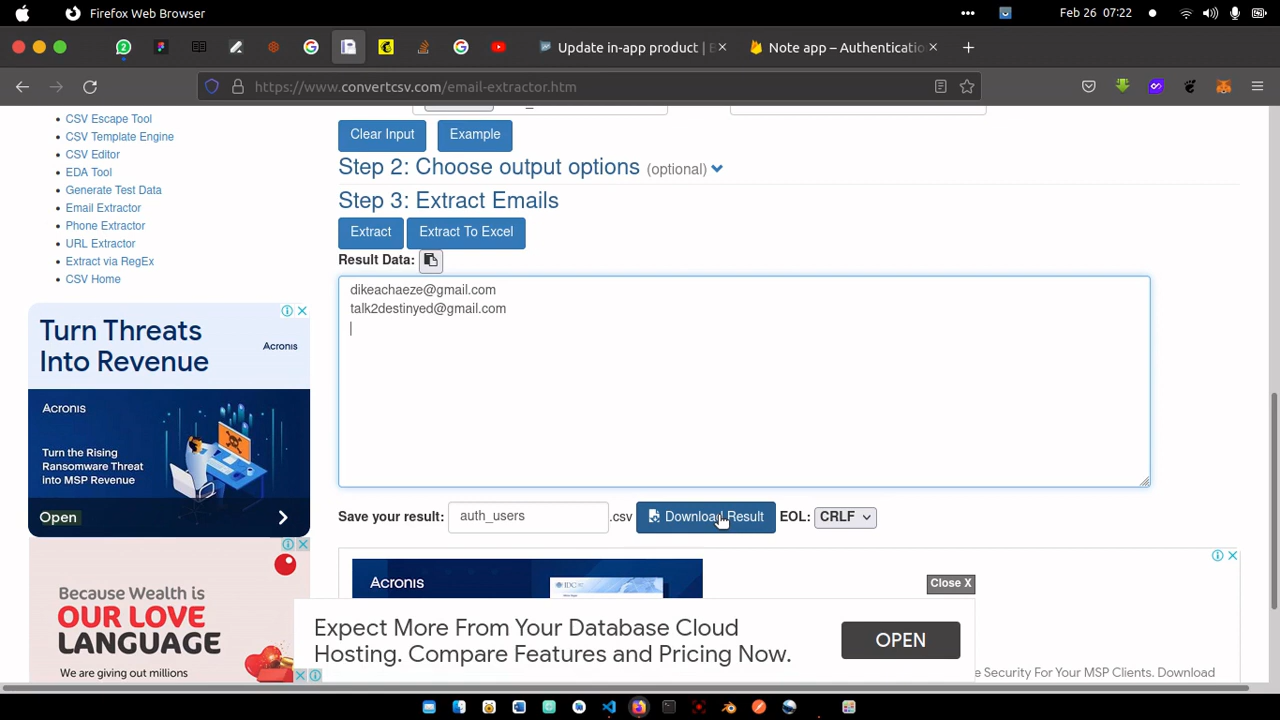 Firefox Web Browser
Feb 26 07:22
2
Update in-app product | E
Note app – Authenticatio
https://www.convertcsv.com/email-extractor.htm
CSV Escape Tool
CSV Template Engine
CSV Editor
EDA Tool
Generate Test Data
Email Extractor
Phone Extractor
URL Extractor
Extract via RegEx
CSV Home
Clear Input
Example
Step 2: Choose output options (optional)
Step 3: Extract Emails
Extract
Extract To Excel
Result Data:
dikeachaeze@gmail.com
talk2destinyed@gmail.com
Save your result:
auth_users
.csv
Download Result
EOL:
CRLF
Turn Threats
Into Revenue
Acronis
Acronis
Turn the Rising
Ransomware Threat
into MSP Revenue
Open
Because Wealth is
OUR LOVE
LANGUAGE
We are giving out millions
Acronis
IDC
Close X
Expect More From Your Database Cloud
Hosting. Compare Features and Pricing Now.
OPEN
e Security For Your MSP Clients. Download